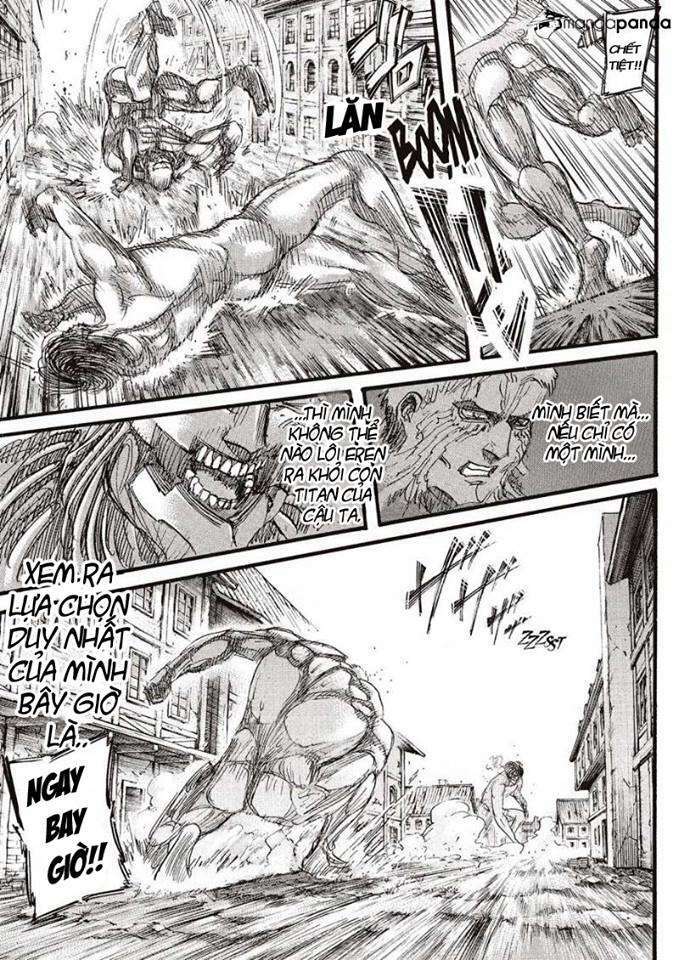 mangapanda
CHẾT
TIỆT!!
LĂN
BOOM
MÌNH BIẾT MÀ...
NẾU CHỈ CÓ
MỘT MÌNH...
...THÌ MÌNH
KHÔNG THỂ
NÀO LÔI EREN
RA KHỎI CON
TITAN CỦA
CẬU TA.
ZZZSST
XEM RA
LỰA CHỌN
DUY NHẤT
CỦA MÌNH
BÂY GIỜ
LÀ..
NGAY
BAY
GIỜ!!